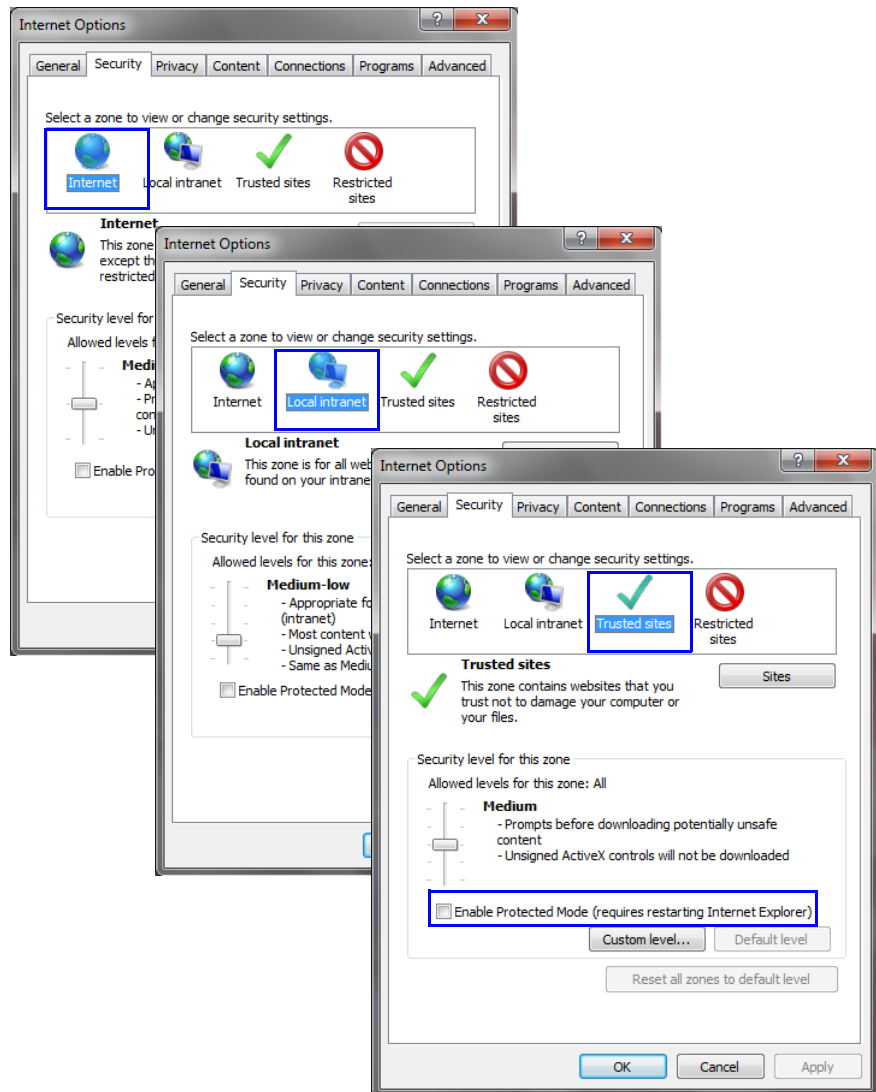 Internet Options
?
X
General Security Privacy Content Connections Programs Advanced
Select a zone to view or change security settings.
Internet Local intranet Trusted sites Restricted
sites
Internet
This zone
except th
restricted
Security level for
Allowed levels f
Medi
- Ap
- Pr
con
- Un
Enable Pro
Internet Options
?
X
General Security Privacy Content Connections Programs Advanced
Select a zone to view or change security settings.
Internet Local intranet Trusted sites Restricted
sites
Local intranet
This zone is for all web
found on your intrane
Security level for this zone
Allowed levels for this zone:
Medium-low
- Appropriate fo
(intranet)
- Most content w
- Unsigned Activ
- Same as Mediu
Enable Protected Mode
Internet Options
?
X
General Security Privacy Content Connections Programs Advanced
Select a zone to view or change security settings.
Internet Local intranet Trusted sites Restricted
sites
Trusted sites
This zone contains websites that you
trust not to damage your computer or
your files.
Sites
Security level for this zone
Allowed levels for this zone: All
Medium
- Prompts before downloading potentially unsafe
content
- Unsigned ActiveX controls will not be downloaded
Enable Protected Mode (requires restarting Internet Explorer)
Custom level... Default level
Reset all zones to default level
OK Cancel Apply